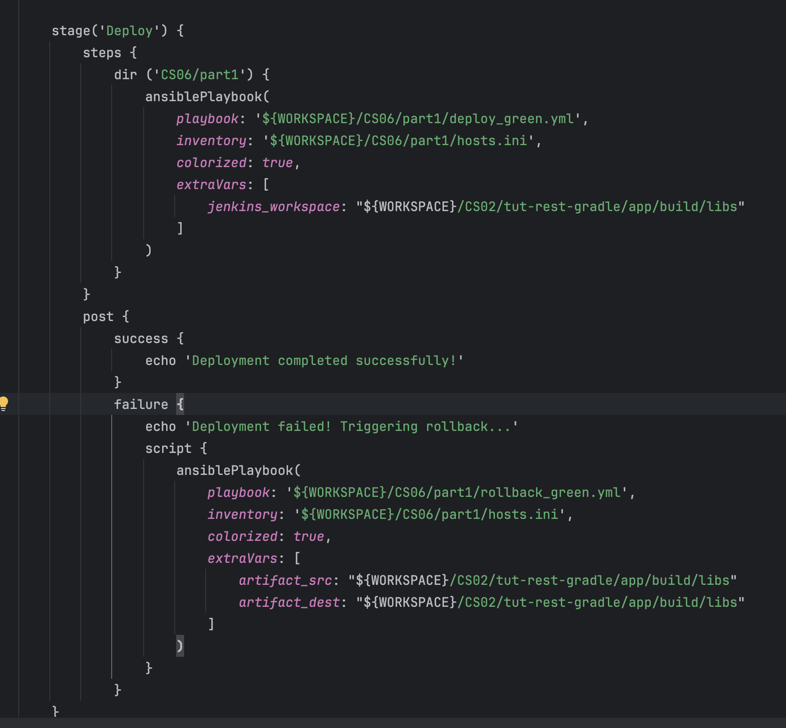 stage('Deploy') {
steps {
dir ('CS06/part1') {
ansiblePlaybook(
playbook: '${WORKSPACE}/CS06/part1/deploy_green.yml',
inventory: '${WORKSPACE}/CS06/part1/hosts.ini',
colorized: true,
extraVars: [
jenkins_workspace: "${WORKSPACE}/CS02/tut-rest-gradle/app/build/libs"
]
)
}
}
post {
success {
echo 'Deployment completed successfully!'
}
failure {
echo 'Deployment failed! Triggering rollback...'
script {
ansiblePlaybook(
playbook: '${WORKSPACE}/CS06/part1/rollback_green.yml',
inventory: '${WORKSPACE}/CS06/part1/hosts.ini',
colorized: true,
extraVars: [
artifact_src: "${WORKSPACE}/CS02/tut-rest-gradle/app/build/libs"
artifact_dest: "${WORKSPACE}/CS02/tut-rest-gradle/app/build/libs"
]
)
}
}
}